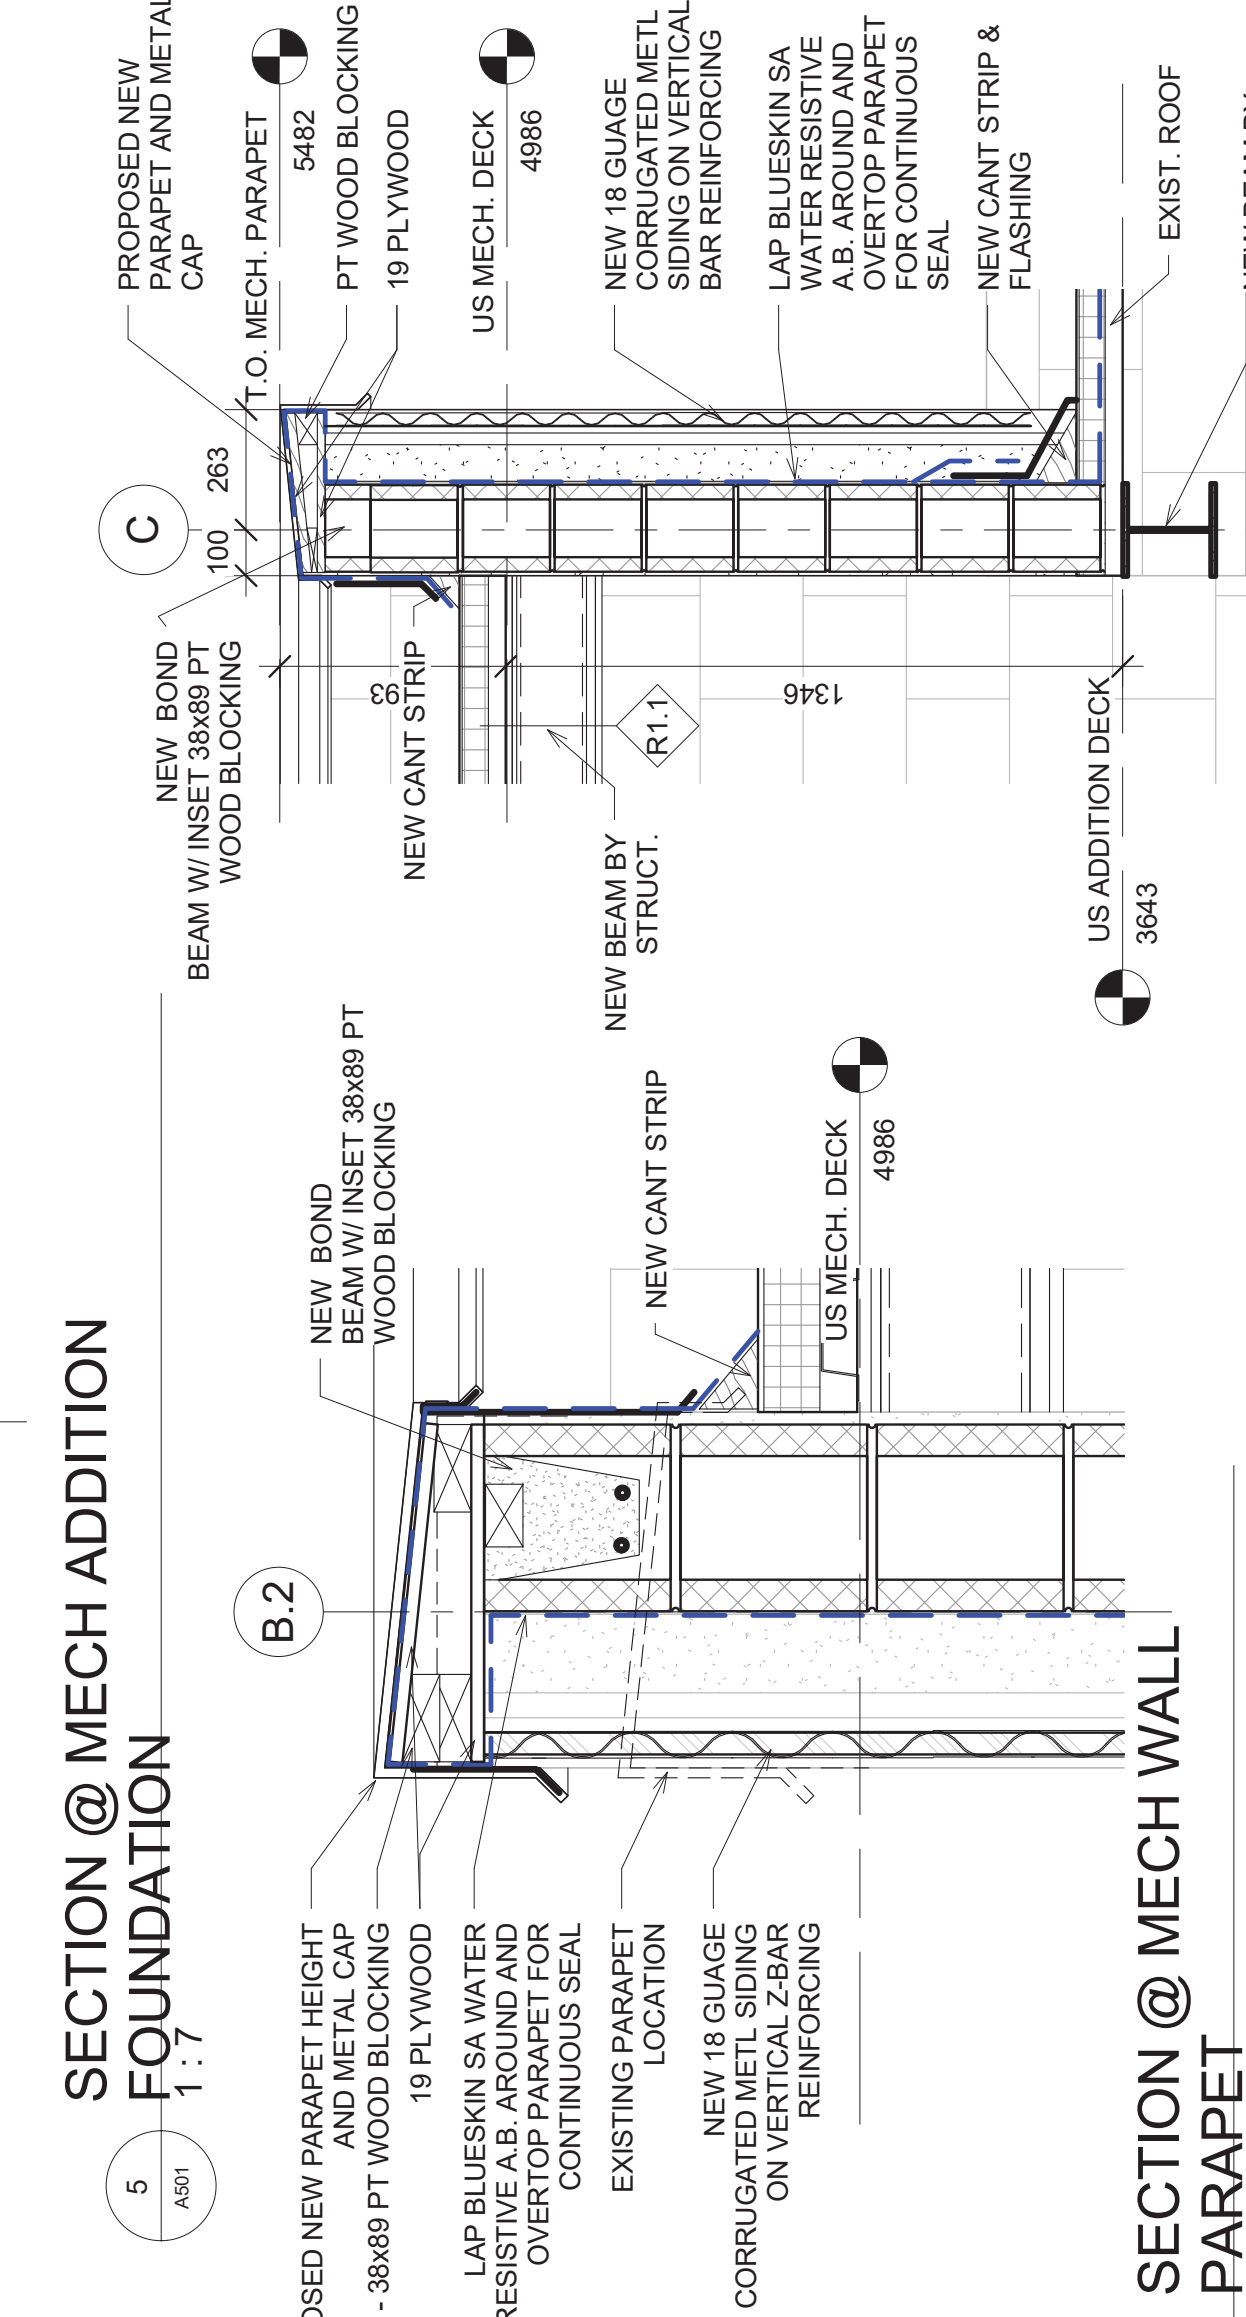 SECTION @ MECH ADDITION
FOUNDATION
1 : 7
5
A501
PROPOSED NEW
PARAPET AND METAL
CAP
T.O. MECH. PARAPET
5482
PT WOOD BLOCKING
19 PLYWOOD
US MECH. DECK
4986
NEW 18 GUAGE
CORRUGATED METL
SIDING ON VERTICAL
BAR REINFORCING
LAP BLUESKIN SA
WATER RESISTIVE
A.B. AROUND AND
OVERTOP PARAPET
FOR CONTINUOUS
SEAL
NEW CANT STRIP &
FLASHING
EXIST. ROOF
C
100
263
NEW BOND
BEAM W/ INSET 38x89 PT
WOOD BLOCKING
NEW CANT STRIP
93
R1.1
1346
NEW BEAM BY
STRUCT.
US ADDITION DECK
3643
B.2
NEW BOND
BEAM W/ INSET 38x89 PT
WOOD BLOCKING
NEW CANT STRIP
US MECH. DECK
4986
OSED NEW PARAPET HEIGHT
AND METAL CAP
- 38x89 PT WOOD BLOCKING
19 PLYWOOD
LAP BLUESKIN SA WATER
RESISTIVE A.B. AROUND AND
OVERTOP PARAPET FOR
CONTINUOUS SEAL
EXISTING PARAPET
LOCATION
NEW 18 GUAGE
CORRUGATED METL SIDING
ON VERTICAL Z-BAR
REINFORCING
SECTION @ MECH WALL
PARAPET